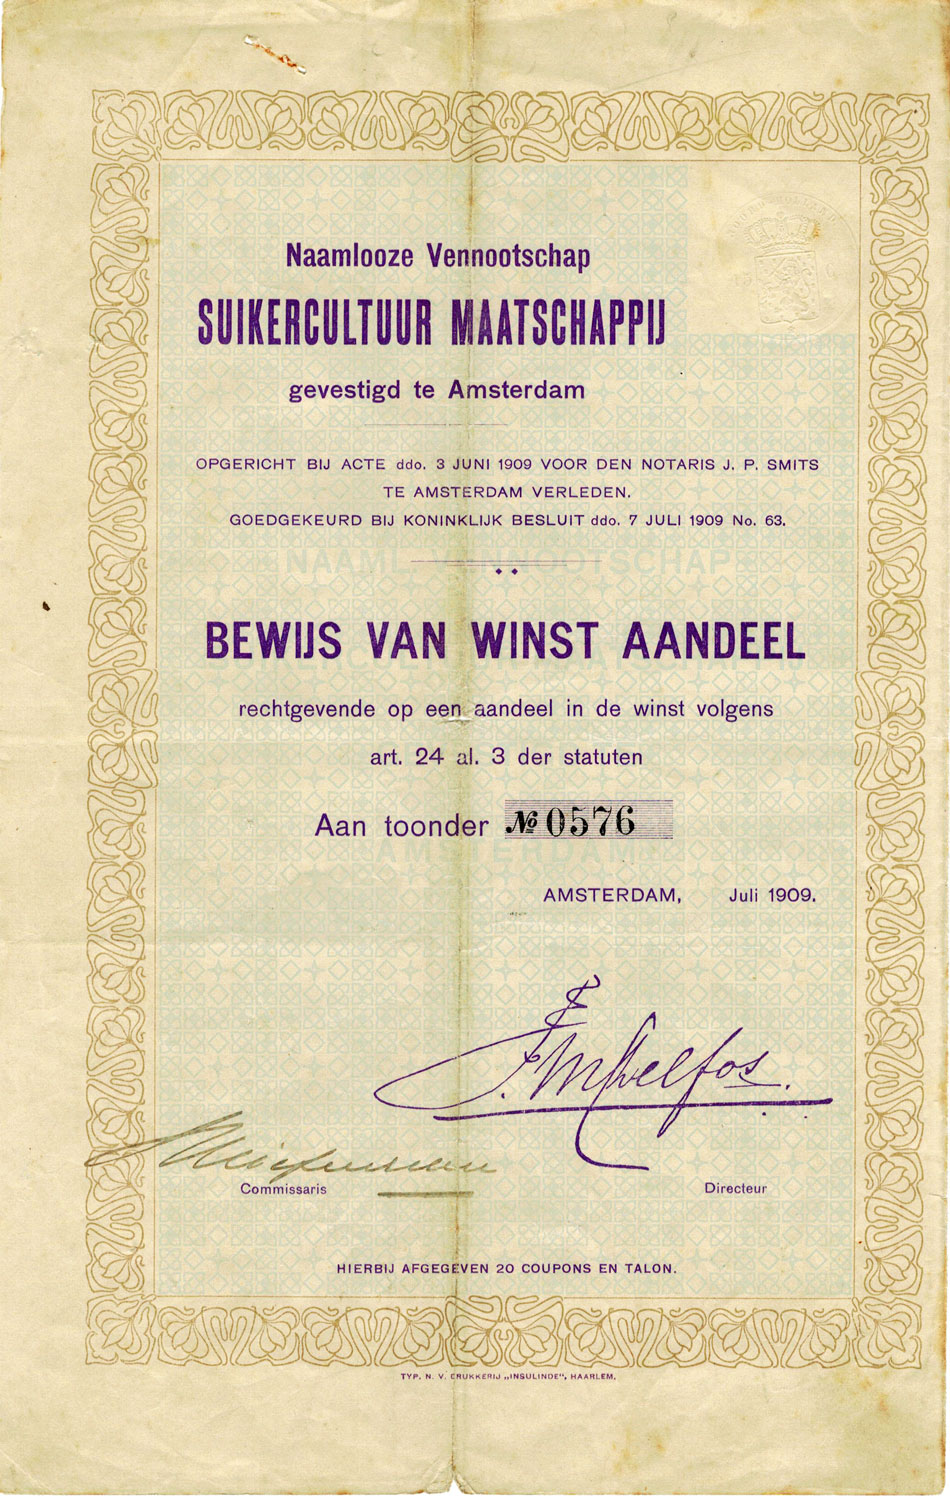 Naamlooze Vennootschap
SUIKERCULTUUR MAATSCHAPPIJ
gevestigd te Amsterdam
OPGERICHT BIJ ACTE ddo. 3 JUNI 1909 VOOR DEN NOTARIS J. P. SMITS
TE AMSTERDAM VERLEDEN.
GOEDGEKEURD BIJ KONINKLIJK BESLUIT ddo. 7 JULI 1909 No. 63.
NAAML. VENNOOTSCHAP
BEWIJS VAN WINST AANDEEL
rechtgevende op een aandeel in de winst volgens
art. 24 al. 3 der statuten
Aan toonder № 0576
AMSTERDAM
AMSTERDAM, Juli 1909.
Commissaris Directeur
HIERBIJ AFGEGEVEN 20 COUPONS EN TALON.
TYP. N. V. DRUKKERIJ „INSULINDE", HAARLEM.